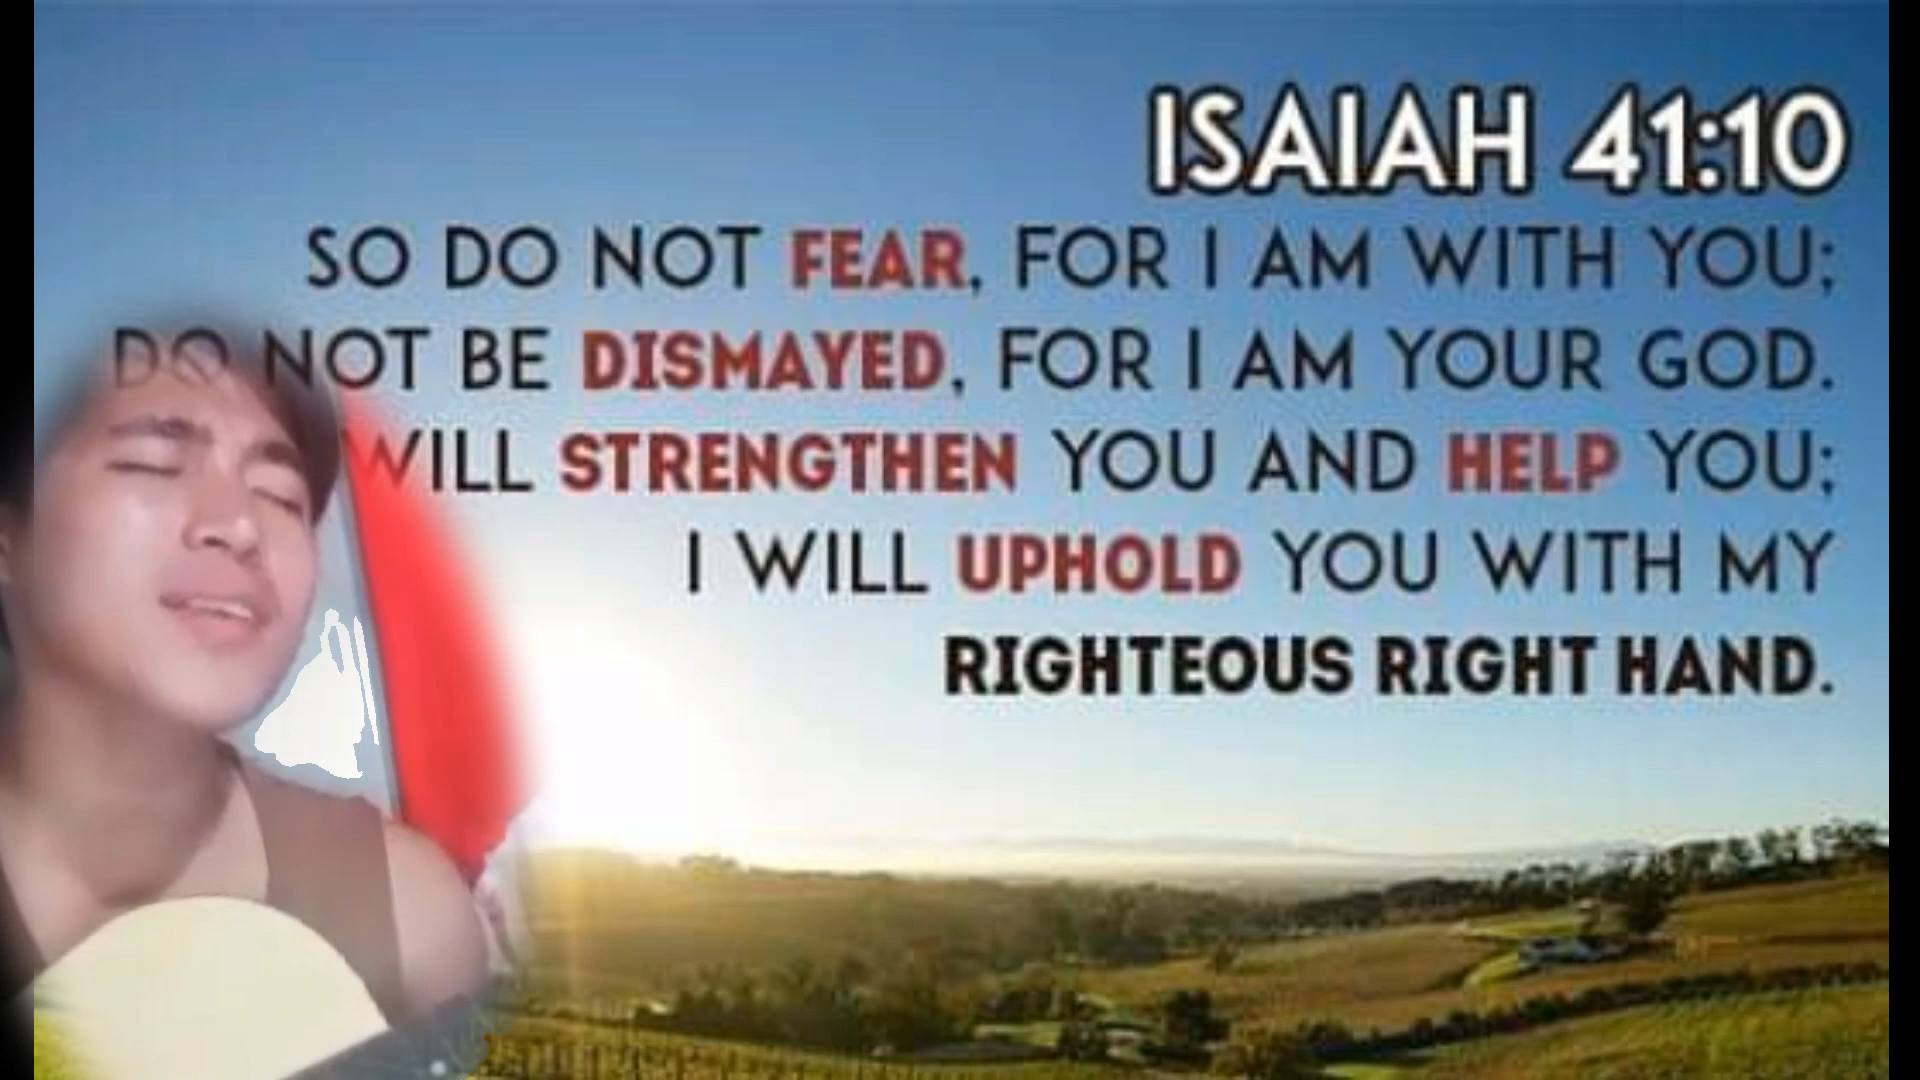 ISAIAH 41:10
SO DO NOT FEAR, FOR I AM WITH YOU;
DO NOT BE DISMAYED, FOR I AM YOUR GOD.
WILL STRENGTHEN YOU AND HELP YOU;
I WILL UPHOLD YOU WITH MY
RIGHTEOUS RIGHT HAND.